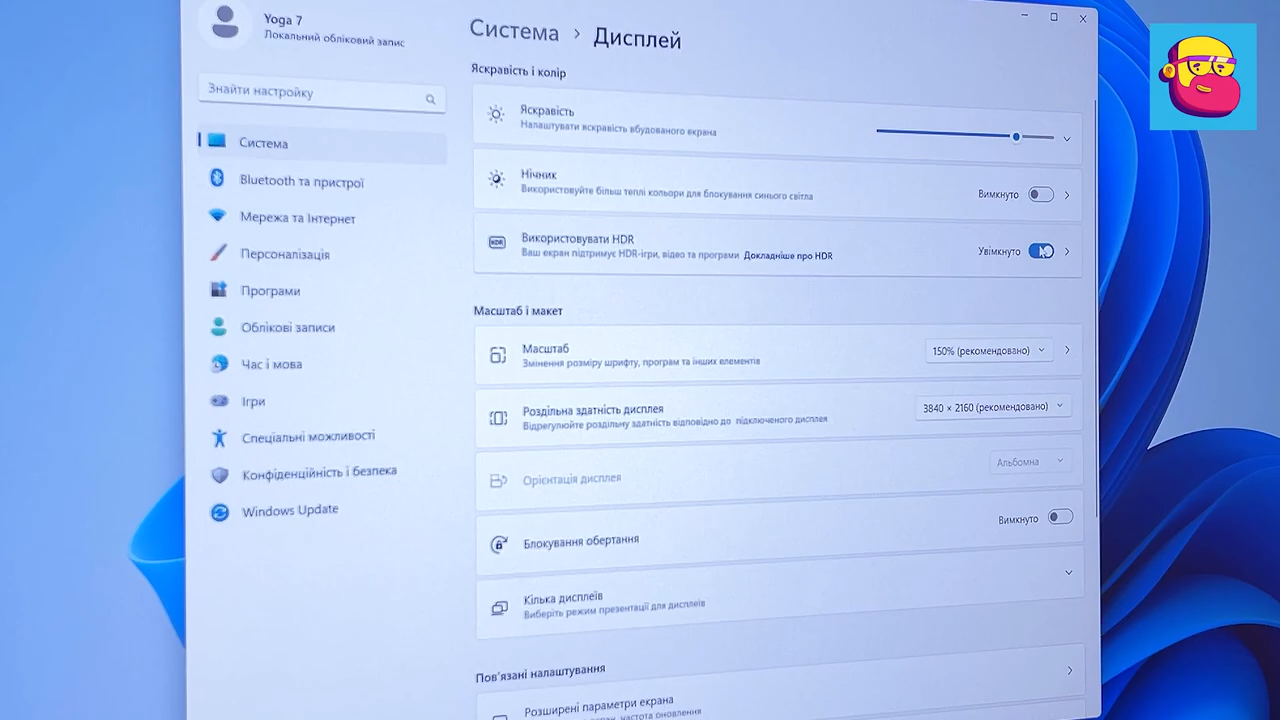 Yoga 7
Локальний обліковий запис
Знайти настройку
Система
Bluetooth та пристрої
Мережа та Інтернет
Персоналізація
Програми
Облікові записи
Час і мова
Ігри
Спеціальні можливості
Конфіденційність і безпека
Windows Update
Система › Дисплей
Яскравість і колір
Яскравість
Налаштувати яскравість вбудованого екрана
Нічник
Використовуйте більш теплі кольори для блокування синього світла
Вимкнуто
HDR
Використовувати HDR
Ваш екран підтримує HDR-ігри, відео та програми Докладніше про HDR
Увімкнуто
Масштаб і макет
Масштаб
Змінення розміру шрифту, програм та інших елементів
150% (рекомендовано)
Роздільна здатність дисплея
Відрегулюйте роздільну здатність відповідно до підключеного дисплея
3840 × 2160 (рекомендовано)
Орієнтація дисплея
Альбомна
Блокування обертання
Вимкнуто
Кілька дисплеїв
Виберіть режим презентації для дисплеїв
Пов'язані налаштування
Розширені параметри екрана
частота оновлення